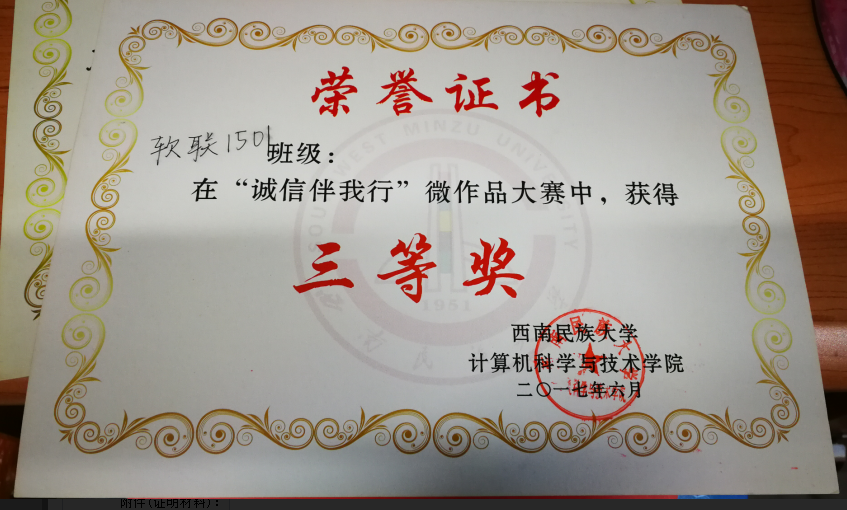 荣誉证书
软联1501班级：
在“诚信伴我行”微作品大赛中，获得
三等奖
SOUTHWEST MINZU UNIVERSITY
1951
西南民族大学
计算机科学与技术学院
二〇一七年六月
附件(证明材料)：